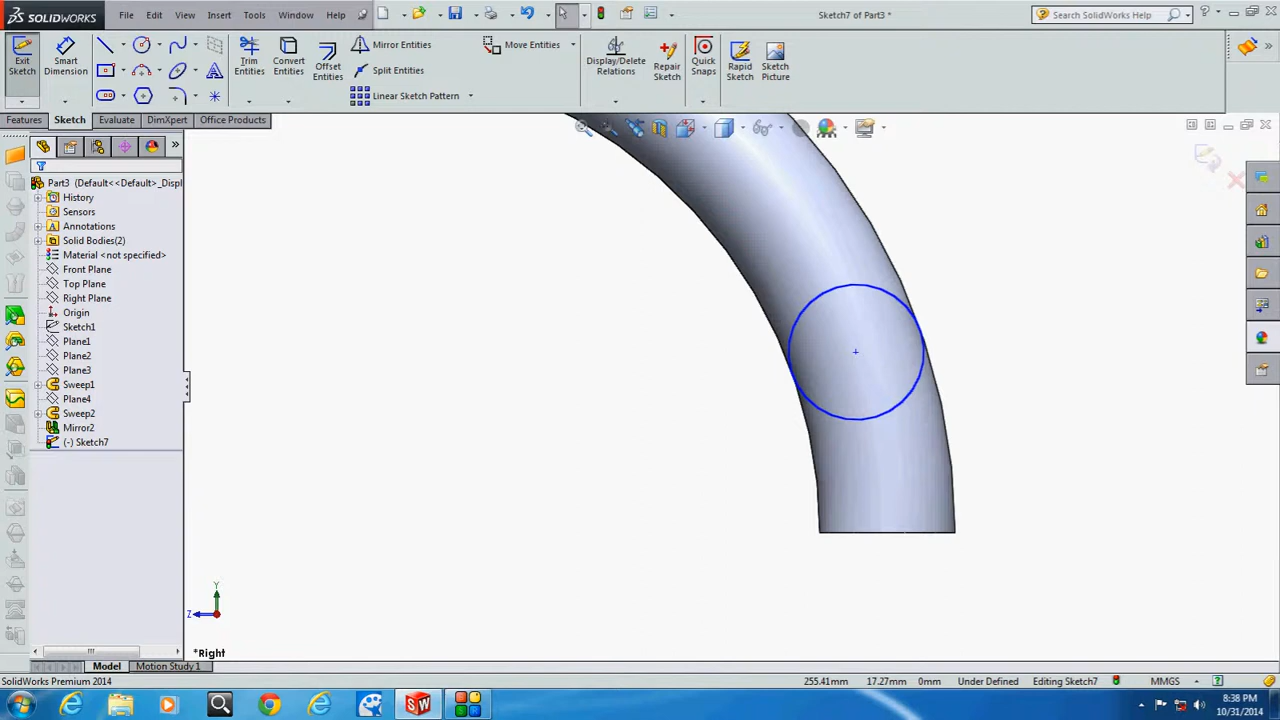 SOLIDWORKS File Edit View Insert Tools Window Help Sketch7 of Part3 * Search SolidWorks Help
Exit Sketch
Smart Dimension
Trim Entities
Convert Entities
Offset Entities
Mirror Entities
Split Entities
Linear Sketch Pattern
Move Entities
Display/Delete Relations
Repair Sketch
Quick Snaps
Rapid Sketch
Sketch Picture
Features Sketch Evaluate DimXpert Office Products
Part3 (Default<<Default>_Displ
History
Sensors
Annotations
Solid Bodies(2)
Material <not specified>
Front Plane
Top Plane
Right Plane
Origin
Sketch1
Plane1
Plane2
Plane3
Sweep1
Plane4
Sweep2
Mirror2
(-) Sketch7
Y
Z
*Right
Model Motion Study 1
SolidWorks Premium 2014 255.41mm 17.27mm 0mm Under Defined Editing Sketch7 MMGS
8:38 PM
10/31/2014